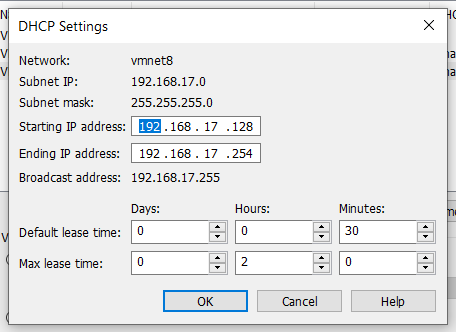 DHCP Settings
Network: vmnet8
Subnet IP: 192.168.17.0
Subnet mask: 255.255.255.0
Starting IP address: 192 .168 . 17 .128
Ending IP address: 192 .168 . 17 .254
Broadcast address: 192.168.17.255
Days: Hours: Minutes:
Default lease time: 0 0 30
Max lease time: 0 2 0
OK Cancel Help